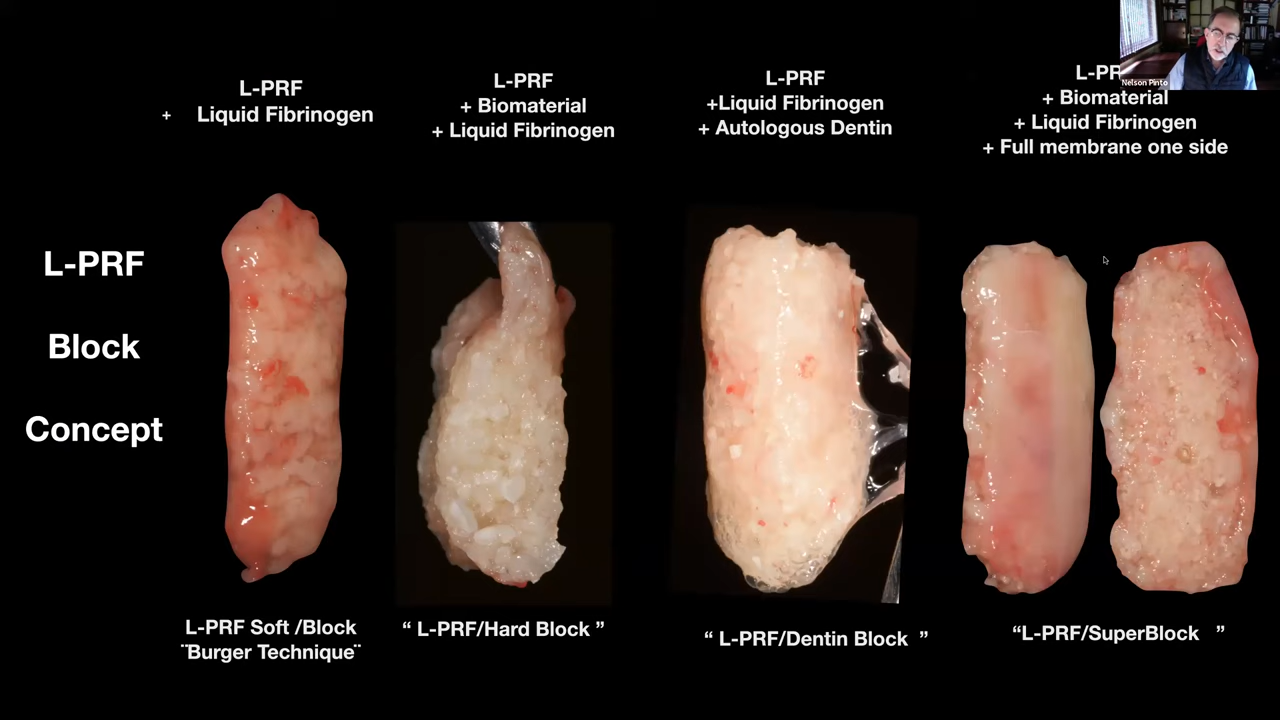 L-PRF
+ Liquid Fibrinogen
L-PRF
+ Biomaterial
+ Liquid Fibrinogen
L-PRF
+Liquid Fibrinogen
+ Autologous Dentin
+ Biomaterial
+ Liquid Fibrinogen
+ Full membrane one side
Nelson Pinto
L-PRF
Block
Concept
L-PRF Soft /Block
¨Burger Technique¨
“ L-PRF/Hard Block ”
“ L-PRF/Dentin Block ”
“L-PRF/SuperBlock ”